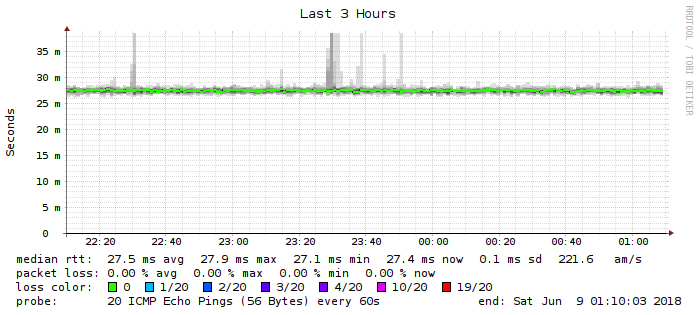 Last 3 Hours
RRDTOOL / TOBI OETIKER
Seconds
35 m
30 m
25 m
20 m
15 m
10 m
5 m
0
22:20 22:40 23:00 23:20 23:40 00:00 00:20 00:40 01:00
median rtt: 27.5 ms avg 27.9 ms max 27.1 ms min 27.4 ms now 0.1 ms sd 221.6 am/s
packet loss: 0.00 % avg 0.00 % max 0.00 % min 0.00 % now
loss color: 0 1/20 2/20 3/20 4/20 10/20 19/20
probe: 20 ICMP Echo Pings (56 Bytes) every 60s end: Sat Jun 9 01:10:03 2018